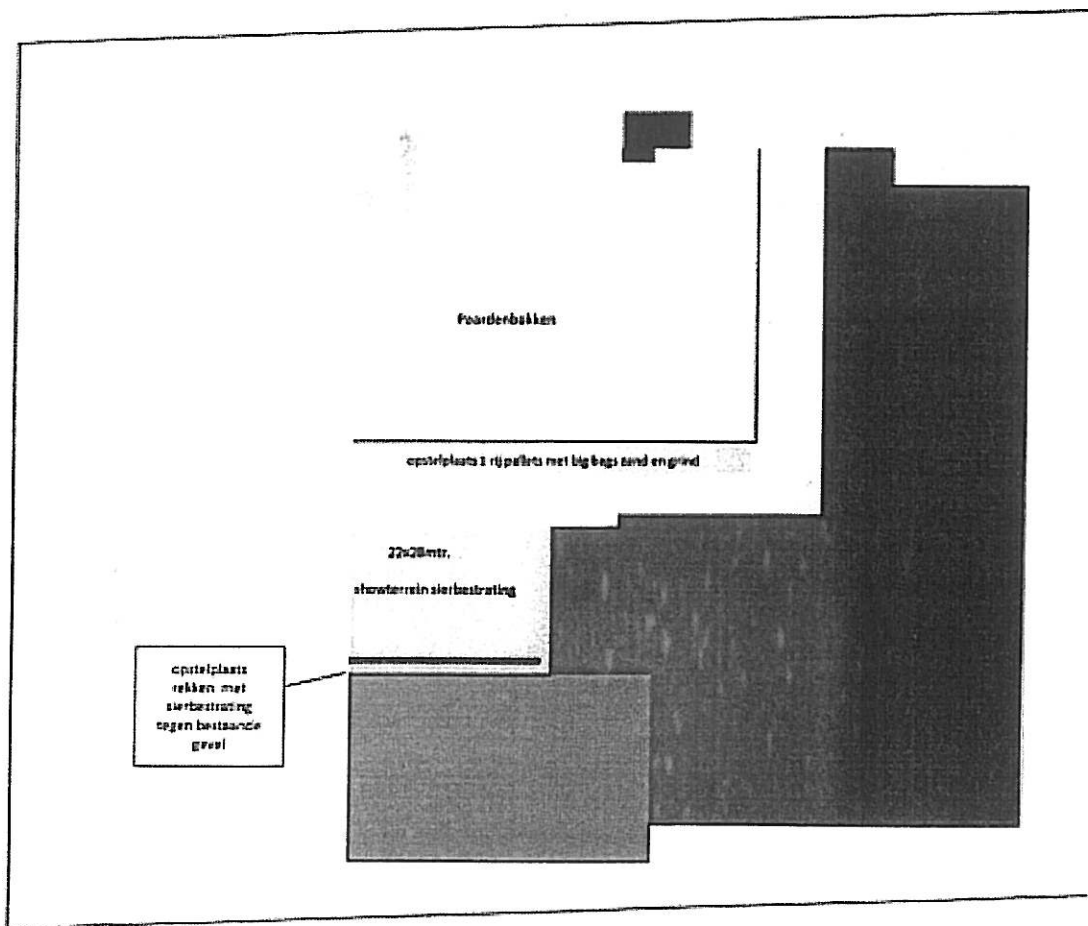 Paardenbakken
opstelplaats 1 rij pallets met big bags zand en grind
22x28mtr.
showterrein sierbestrating
opstelplaats
rekken met
sierbestrating
tegen bestaande
gevel